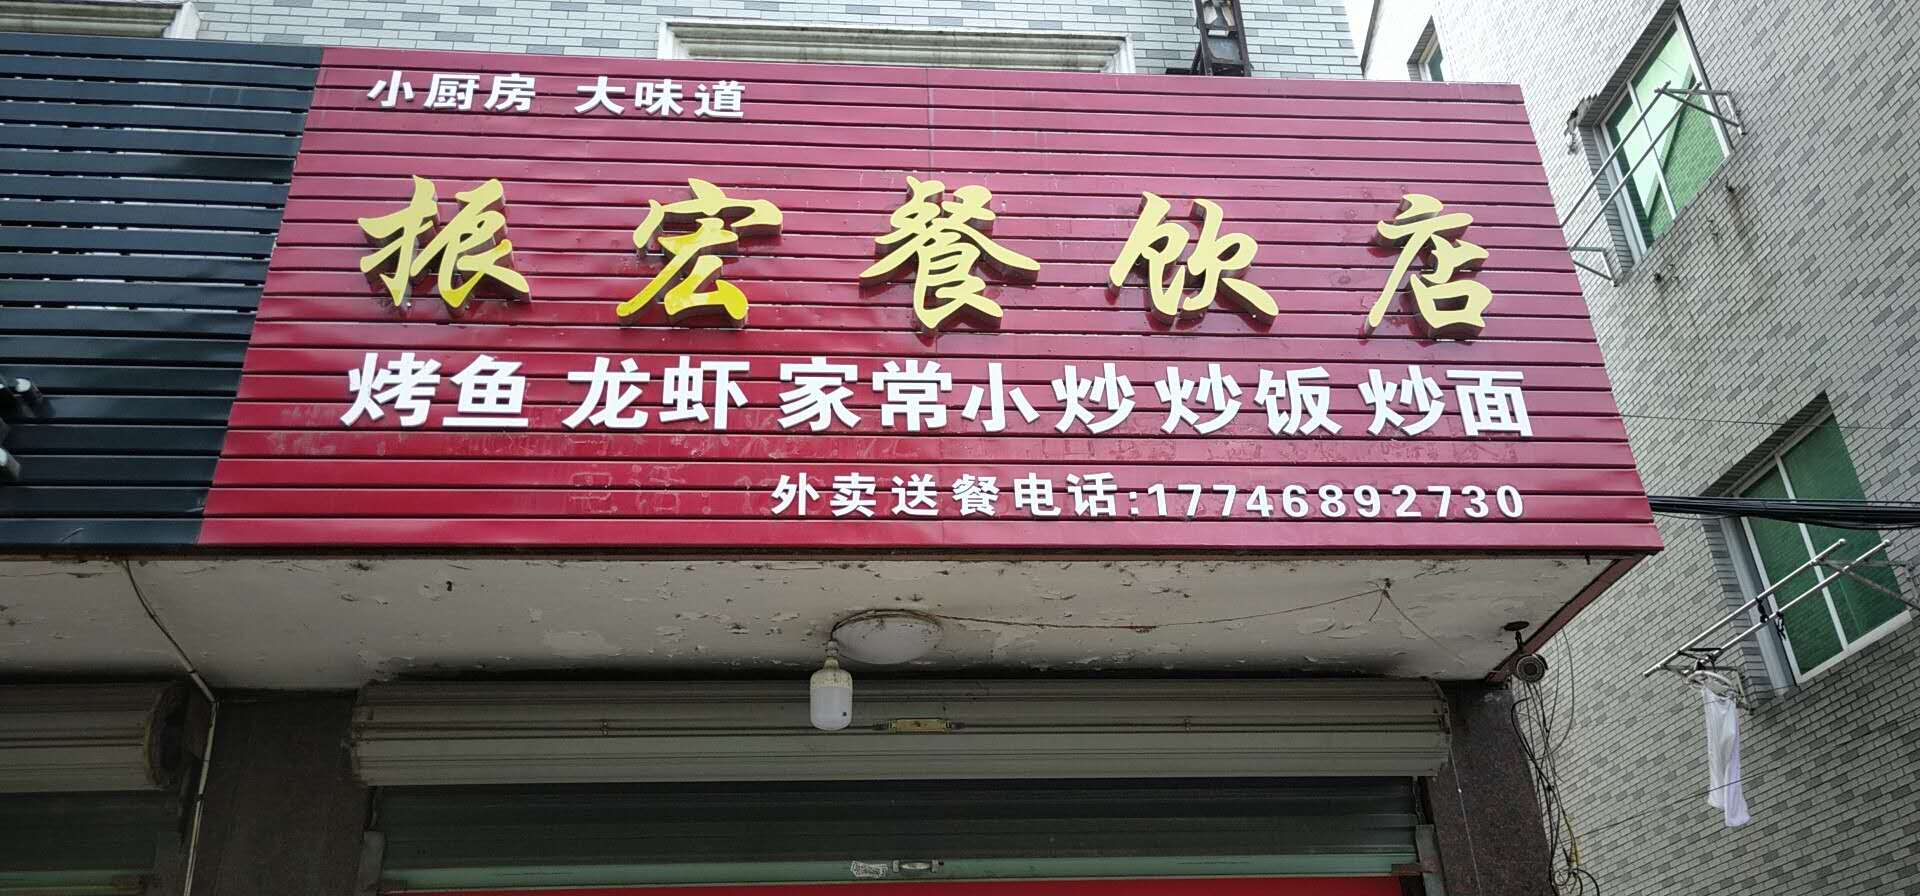 小厨房 大味道
振宏餐饮店
烤鱼 龙虾 家常小炒 炒饭 炒面
外卖送餐电话:17746892730